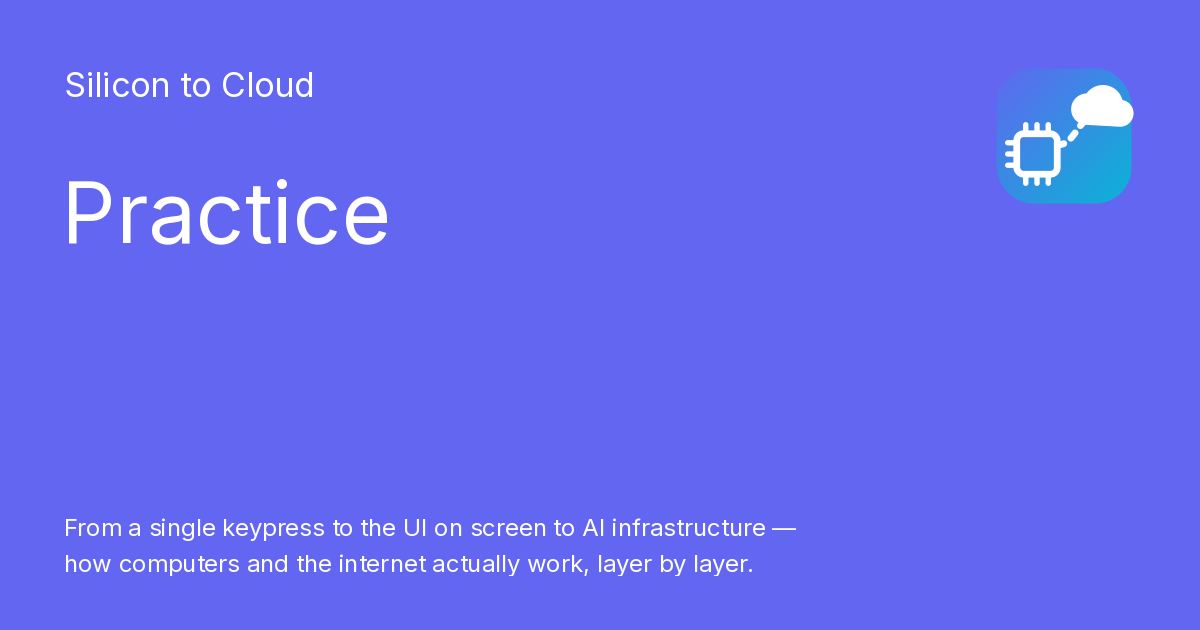 Silicon to Cloud
Practice
From a single keypress to the UI on screen to AI infrastructure —
how computers and the internet actually work, layer by layer.